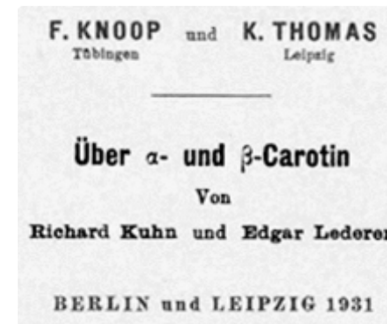 F. KNOOP und K. THOMAS
Tübingen Leipzig
Über α- und β-Carotin
Von
Richard Kuhn und Edgar Lederer
BERLIN und LEIPZIG 1931